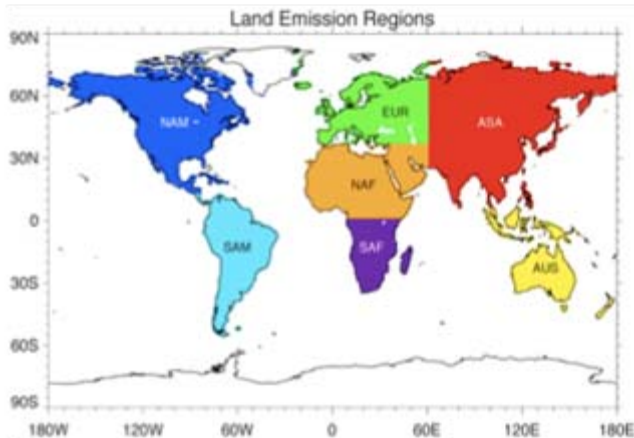 Land Emission Regions
90N
60N
30N
0
30S
60S
90S
NAM
EUR
ASA
NAF
SAM
SAF
AUS
180W
120W
60W
0
60E
120E
180E